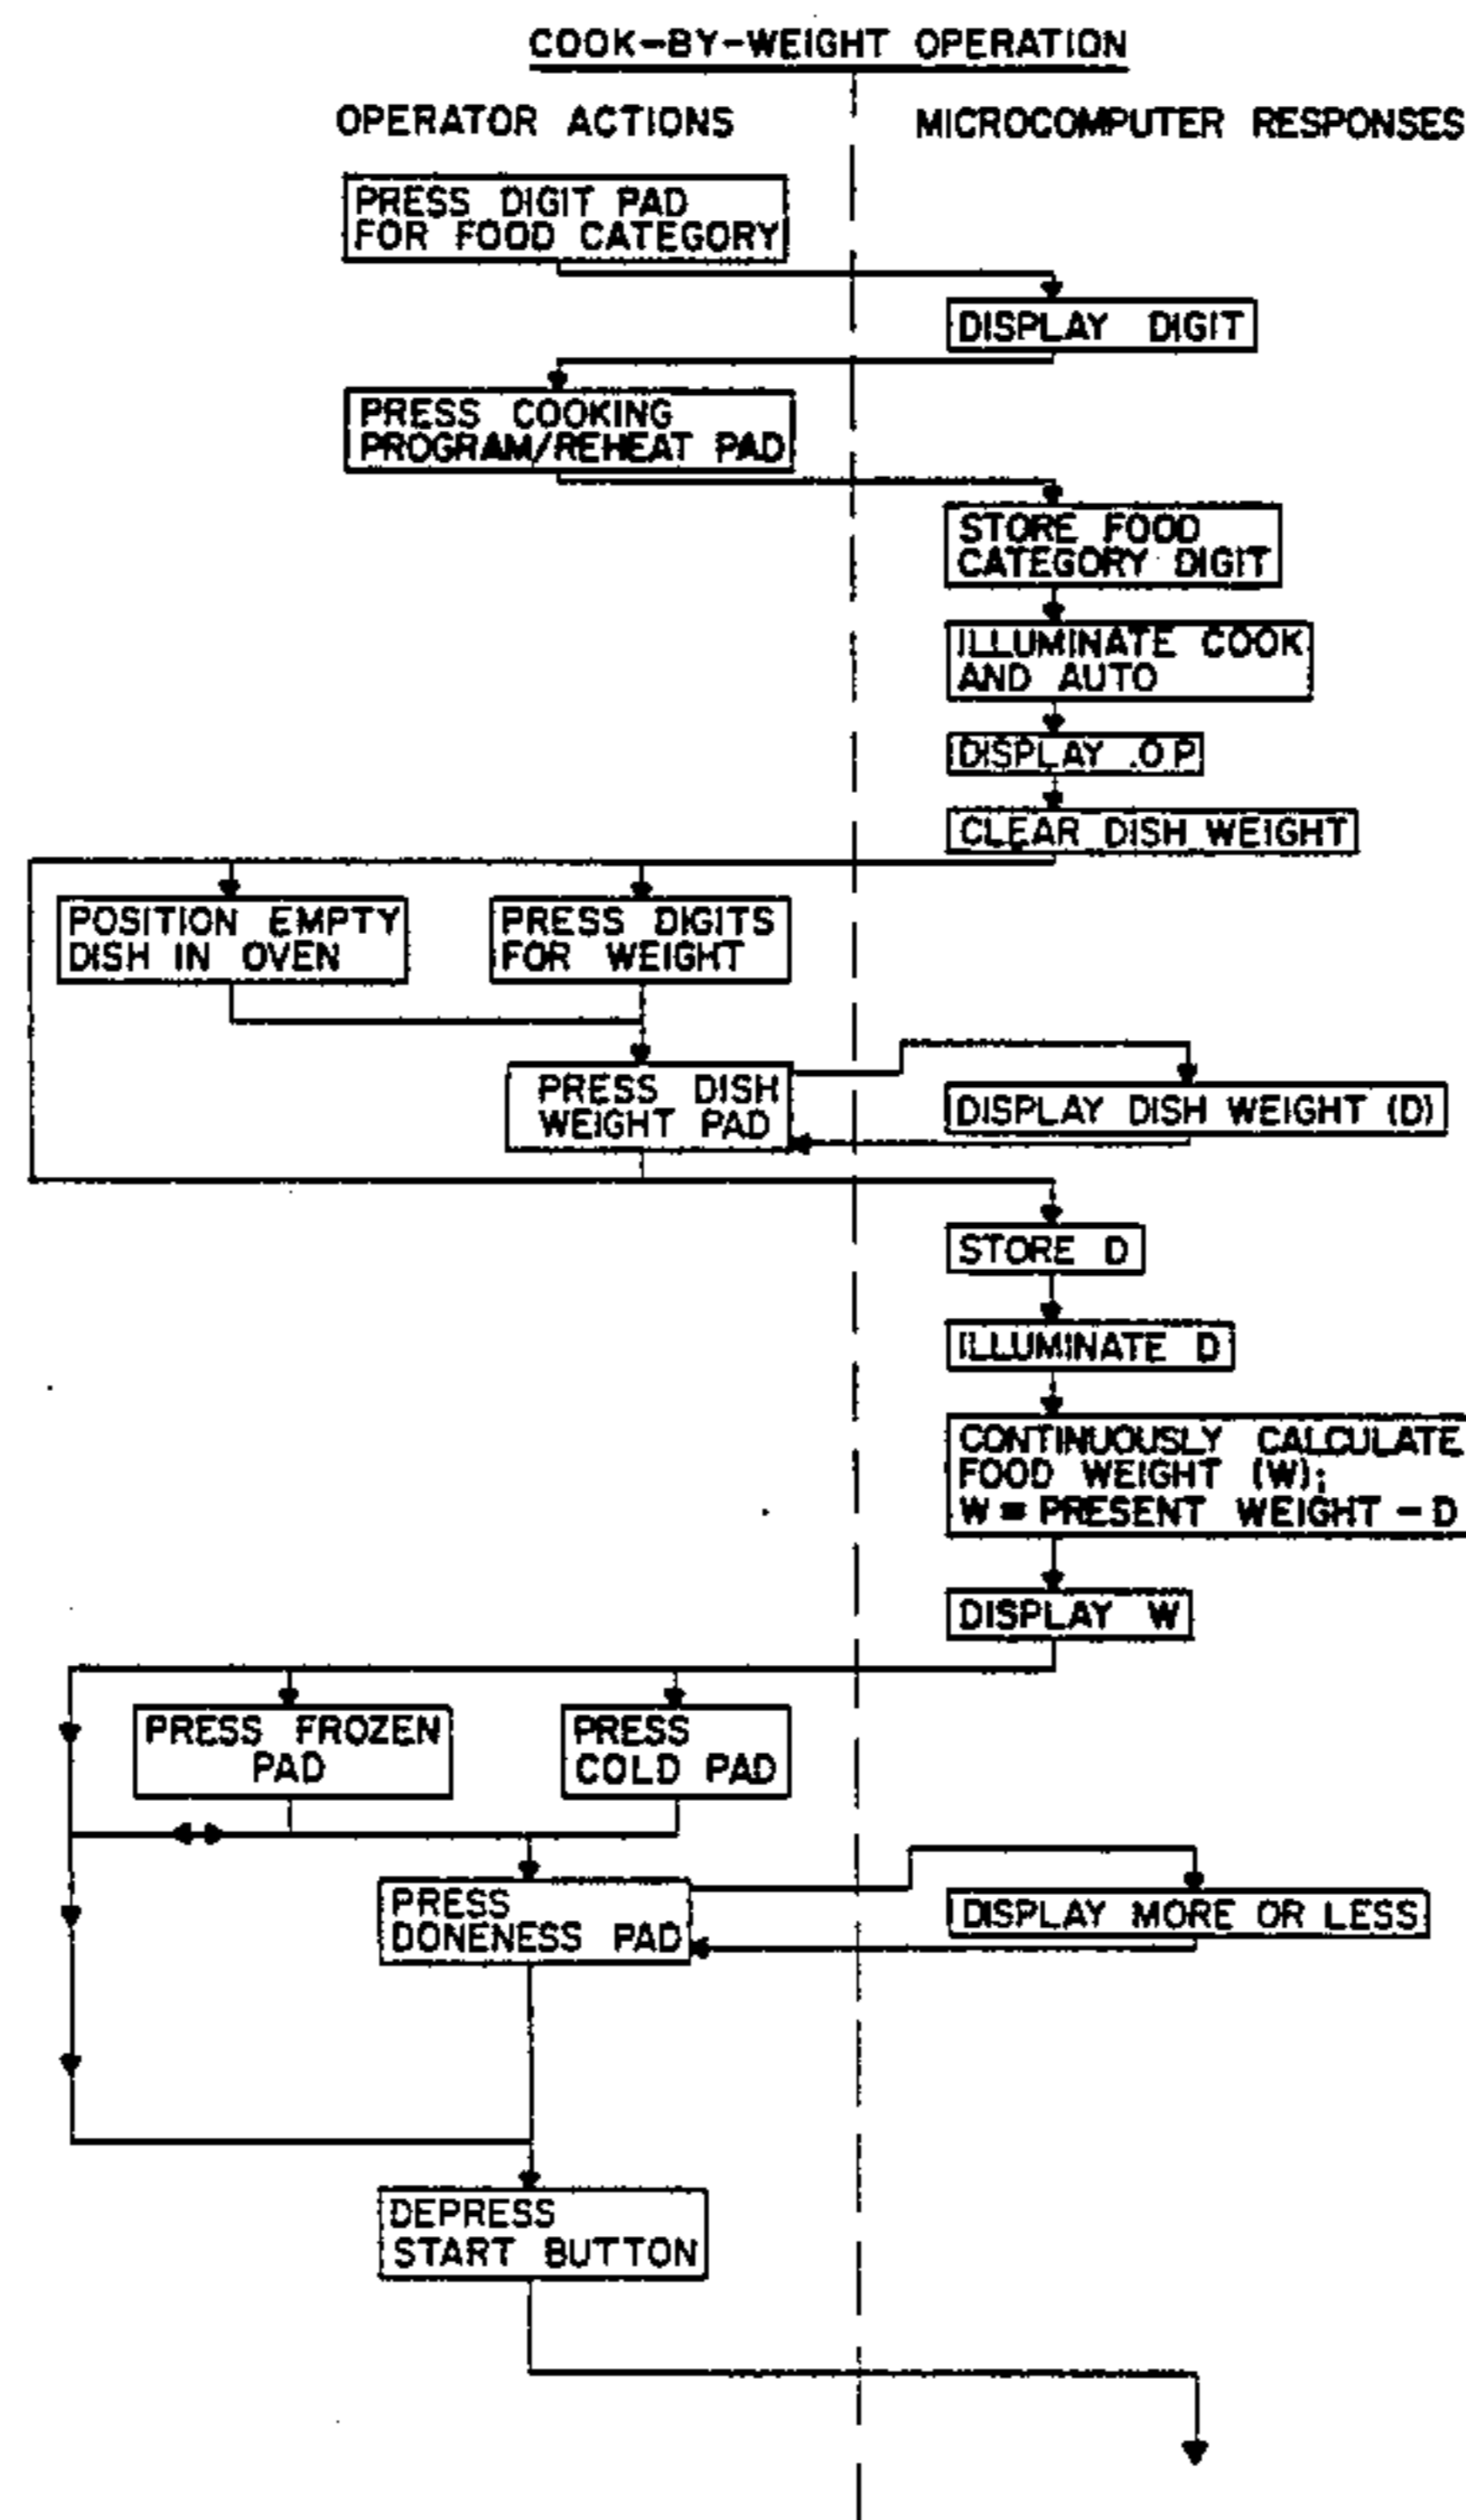 COOK-BY-WEIGHT OPERATION
OPERATOR ACTIONS
MICROCOMPUTER RESPONSES
PRESS DIGIT PAD
FOR FOOD CATEGORY
DISPLAY DIGIT
PRESS COOKING
PROGRAM/REHEAT PAD
STORE FOOD
CATEGORY DIGIT
ILLUMINATE COOK
AND AUTO
DISPLAY .0 P
CLEAR DISH WEIGHT
POSITION EMPTY
DISH IN OVEN
PRESS DIGITS
FOR WEIGHT
PRESS DISH
WEIGHT PAD
DISPLAY DISH WEIGHT (D)
STORE D
ILLUMINATE D
CONTINUOUSLY CALCULATE
FOOD WEIGHT (W);
W = PRESENT WEIGHT - D
DISPLAY W
PRESS FROZEN
PAD
PRESS
COLD PAD
PRESS
DONENESS PAD
DISPLAY MORE OR LESS
DEPRESS
START BUTTON